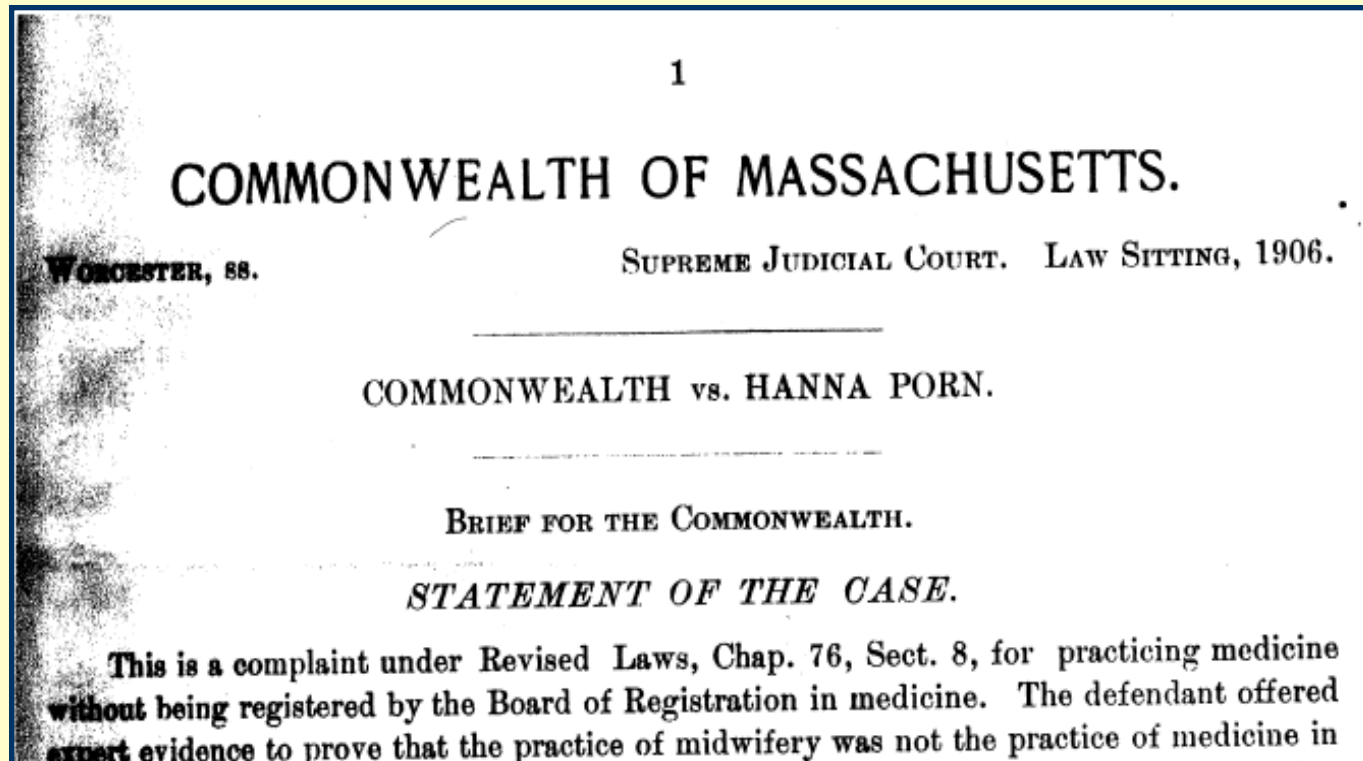 1
COMMONWEALTH OF MASSACHUSETTS.
WORCESTER, SS. SUPREME JUDICIAL COURT. LAW SITTING, 1906.
COMMONWEALTH vs. HANNA PORN.
BRIEF FOR THE COMMONWEALTH.
STATEMENT OF THE CASE.
This is a complaint under Revised Laws, Chap. 76, Sect. 8, for practicing medicine
without being registered by the Board of Registration in medicine. The defendant offered
expert evidence to prove that the practice of midwifery was not the practice of medicine in